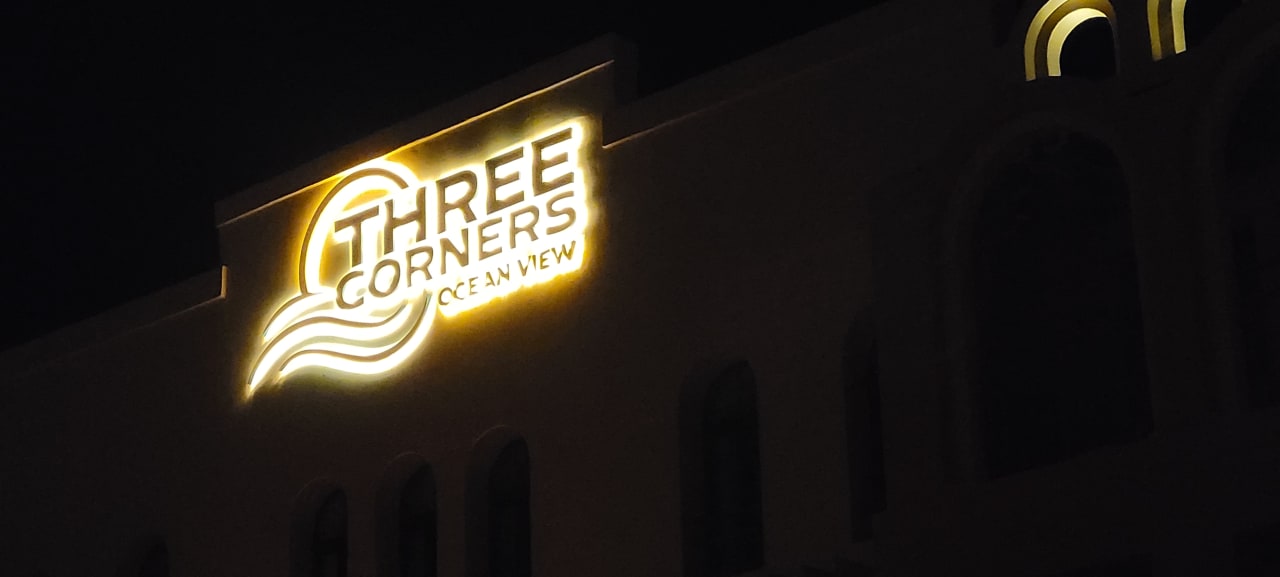 THREE
CORNERS
OCEAN VIEW